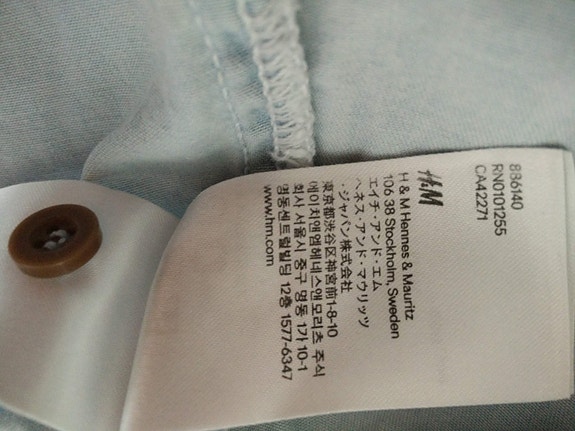 836140
RN0101255
CA42271
H&M
H & M Hennes & Mauritz
106 38 Stockholm, Sweden
エイチ・アンド・エム
ヘネス・アンド・マウリッツ
・ジャパン株式会社
東京都渋谷区神宮前1-8-10
에이치앤엠헤네스앤모리츠 주식
회사 서울시 중구 명동 1가 10-1
명동센트럴빌딩 12층 1577-6347
www.hm.com